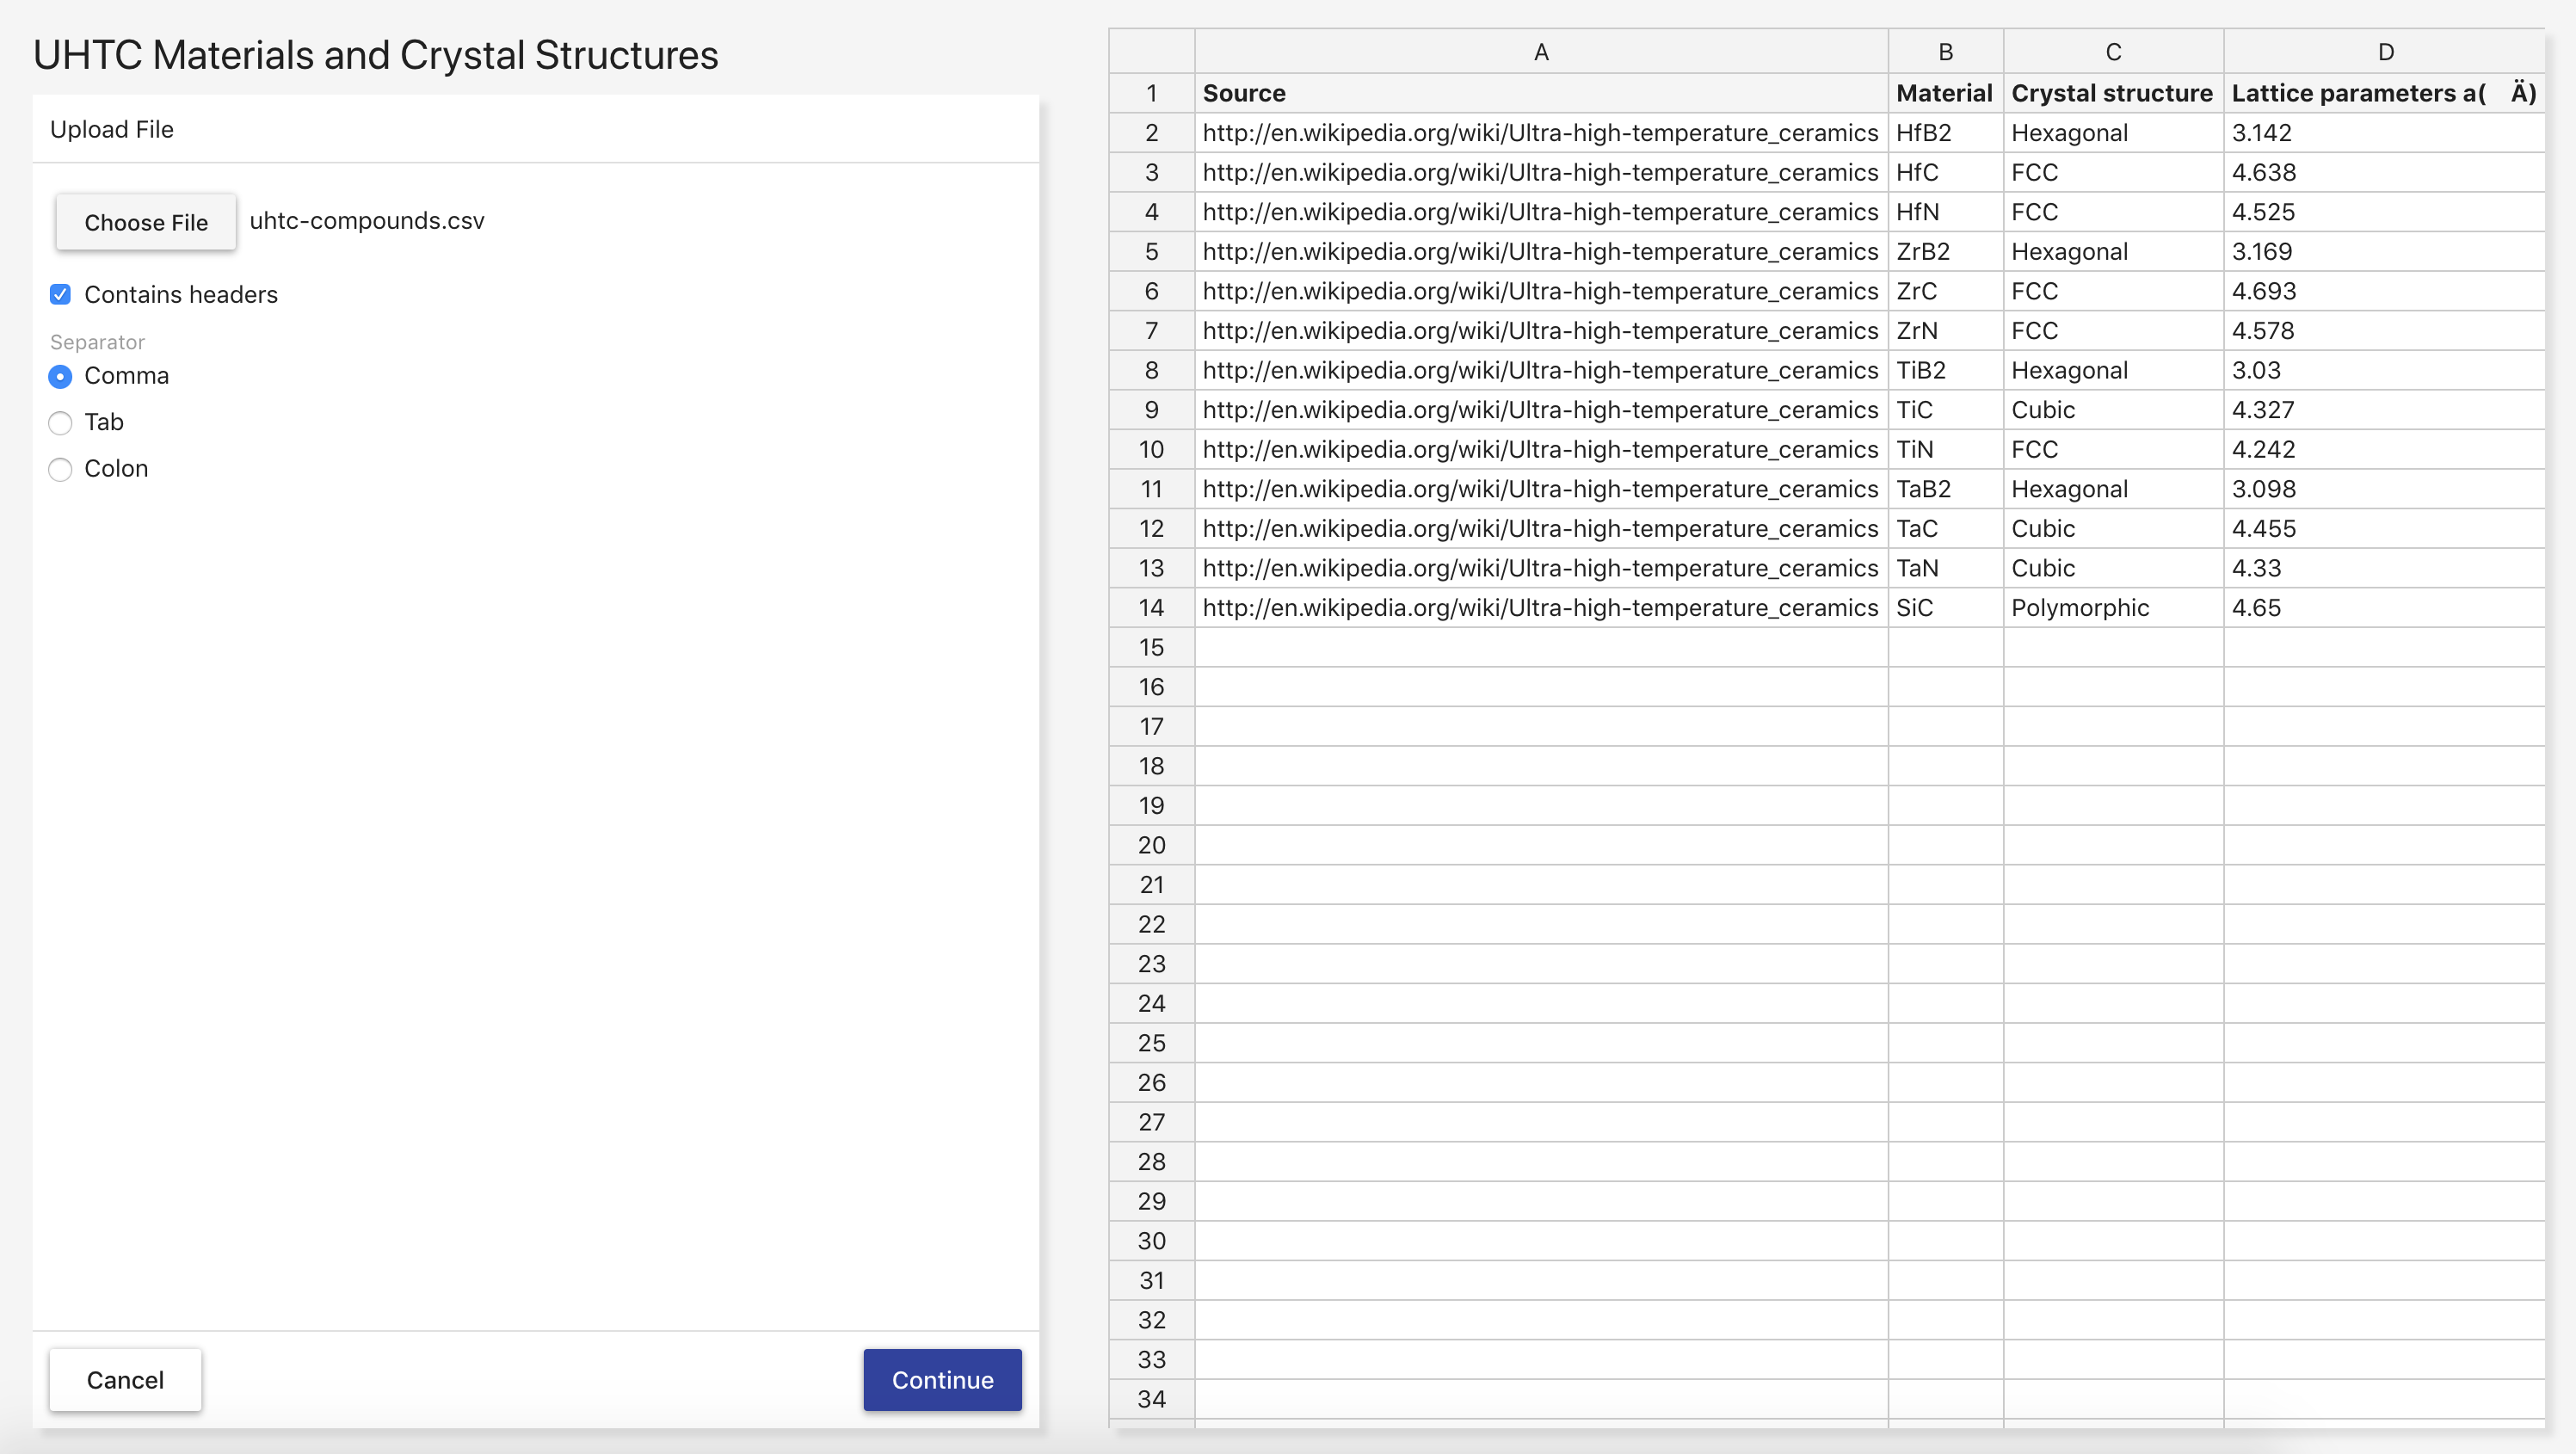 UHTC Materials and Crystal Structures
Upload File
Choose File uhtc-compounds.csv
Contains headers
Separator
Comma
Tab
Colon
Cancel Continue
A B C D
1 Source Material Crystal structure Lattice parameters a( Ä)
2 http://en.wikipedia.org/wiki/Ultra-high-temperature_ceramics HfB2 Hexagonal 3.142
3 http://en.wikipedia.org/wiki/Ultra-high-temperature_ceramics HfC FCC 4.638
4 http://en.wikipedia.org/wiki/Ultra-high-temperature_ceramics HfN FCC 4.525
5 http://en.wikipedia.org/wiki/Ultra-high-temperature_ceramics ZrB2 Hexagonal 3.169
6 http://en.wikipedia.org/wiki/Ultra-high-temperature_ceramics ZrC FCC 4.693
7 http://en.wikipedia.org/wiki/Ultra-high-temperature_ceramics ZrN FCC 4.578
8 http://en.wikipedia.org/wiki/Ultra-high-temperature_ceramics TiB2 Hexagonal 3.03
9 http://en.wikipedia.org/wiki/Ultra-high-temperature_ceramics TiC Cubic 4.327
10 http://en.wikipedia.org/wiki/Ultra-high-temperature_ceramics TiN FCC 4.242
11 http://en.wikipedia.org/wiki/Ultra-high-temperature_ceramics TaB2 Hexagonal 3.098
12 http://en.wikipedia.org/wiki/Ultra-high-temperature_ceramics TaC Cubic 4.455
13 http://en.wikipedia.org/wiki/Ultra-high-temperature_ceramics TaN Cubic 4.33
14 http://en.wikipedia.org/wiki/Ultra-high-temperature_ceramics SiC Polymorphic 4.65
15
16
17
18
19
20
21
22
23
24
25
26
27
28
29
30
31
32
33
34